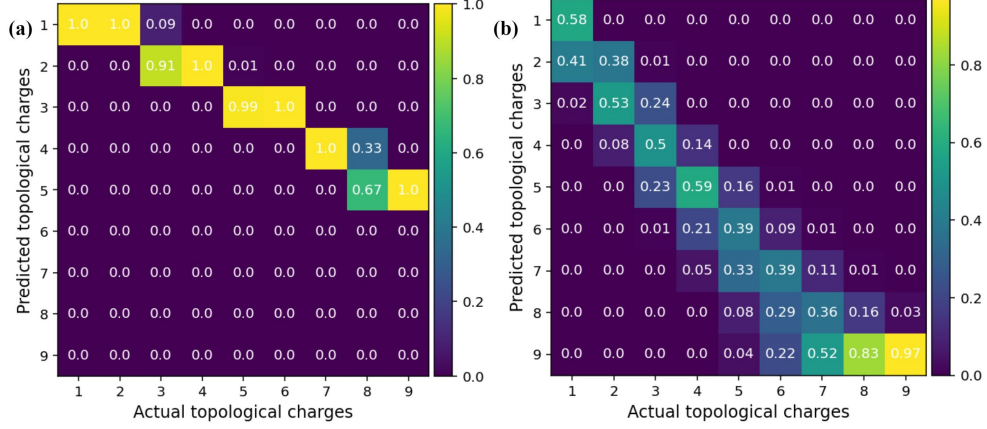 (a)
Predicted topological charges
1 1.0 1.0 0.09 0.0 0.0 0.0 0.0 0.0 0.0
2 0.0 0.0 0.91 1.0 0.01 0.0 0.0 0.0 0.0
3 0.0 0.0 0.0 0.0 0.99 1.0 0.0 0.0 0.0
4 0.0 0.0 0.0 0.0 0.0 0.0 1.0 0.33 0.0
5 0.0 0.0 0.0 0.0 0.0 0.0 0.0 0.67 1.0
6 0.0 0.0 0.0 0.0 0.0 0.0 0.0 0.0 0.0
7 0.0 0.0 0.0 0.0 0.0 0.0 0.0 0.0 0.0
8 0.0 0.0 0.0 0.0 0.0 0.0 0.0 0.0 0.0
9 0.0 0.0 0.0 0.0 0.0 0.0 0.0 0.0 0.0
1 2 3 4 5 6 7 8 9
Actual topological charges
1.0
0.8
0.6
0.4
0.2
0.0
(b)
Predicted topological charges
1 0.58 0.0 0.0 0.0 0.0 0.0 0.0 0.0 0.0
2 0.41 0.38 0.01 0.0 0.0 0.0 0.0 0.0 0.0
3 0.02 0.53 0.24 0.0 0.0 0.0 0.0 0.0 0.0
4 0.0 0.08 0.5 0.14 0.0 0.0 0.0 0.0 0.0
5 0.0 0.0 0.23 0.59 0.16 0.01 0.0 0.0 0.0
6 0.0 0.0 0.01 0.21 0.39 0.09 0.01 0.0 0.0
7 0.0 0.0 0.0 0.05 0.33 0.39 0.11 0.01 0.0
8 0.0 0.0 0.0 0.0 0.08 0.29 0.36 0.16 0.03
9 0.0 0.0 0.0 0.0 0.04 0.22 0.52 0.83 0.97
1 2 3 4 5 6 7 8 9
Actual topological charges
0.8
0.6
0.4
0.2
0.0